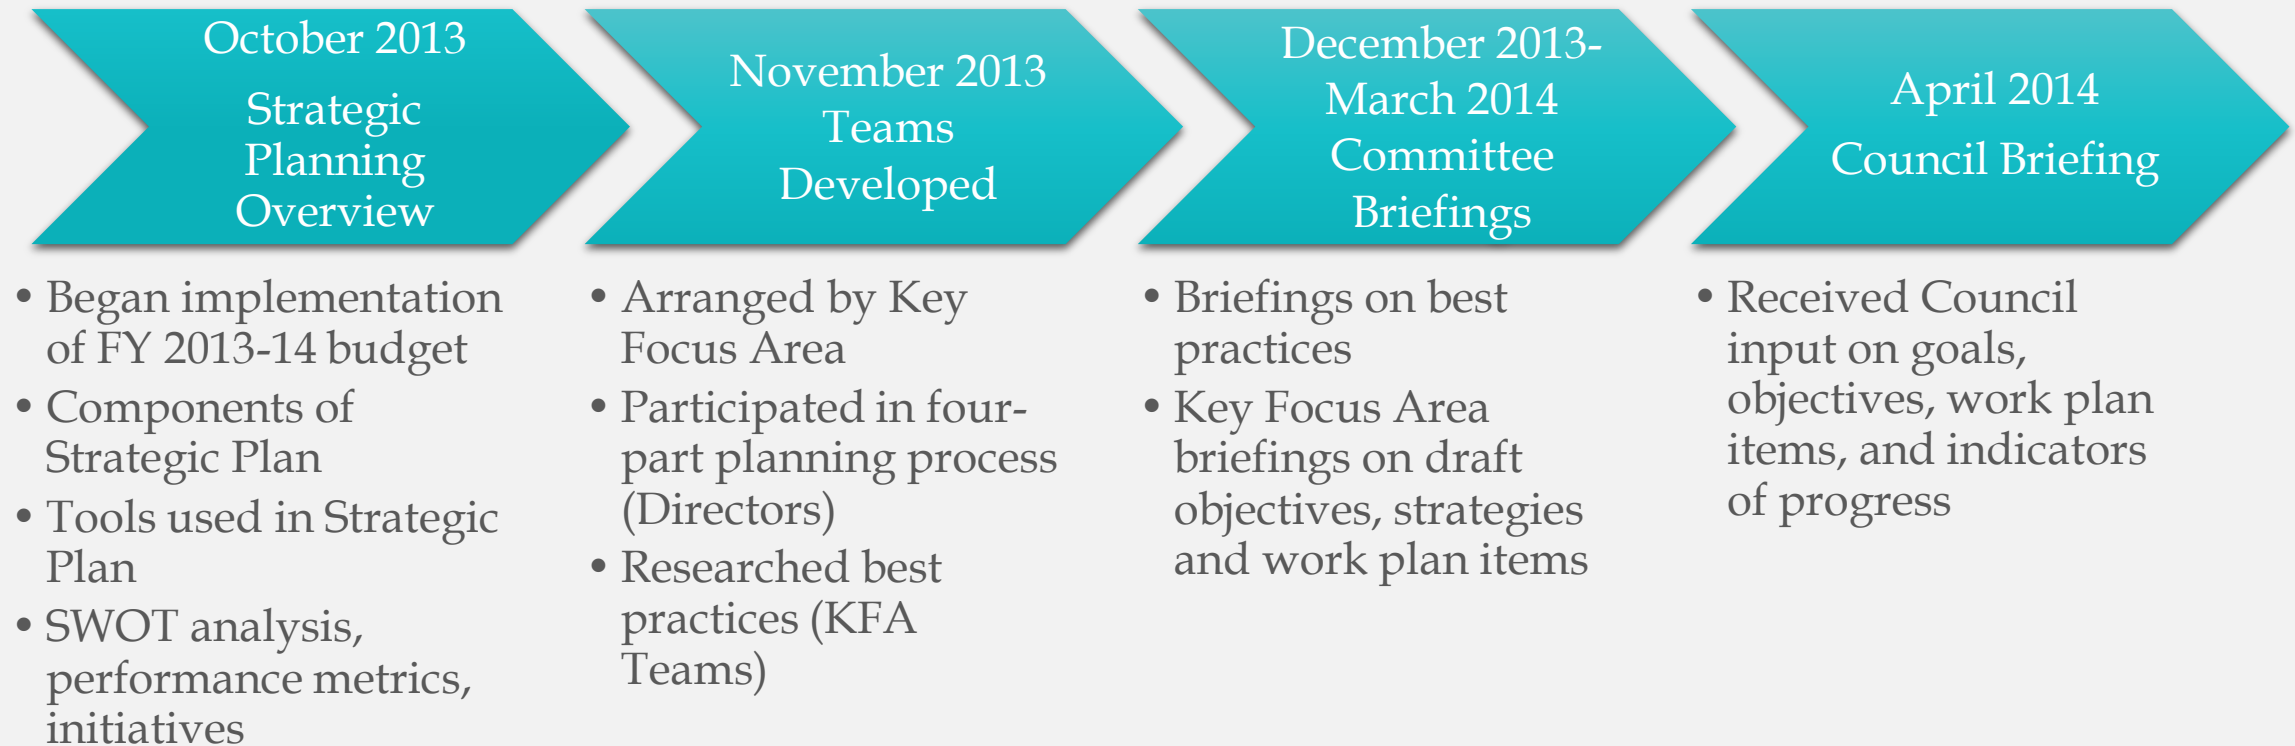 October 2013
Strategic
Planning
Overview
• Began implementation
of FY 2013-14 budget
• Components of
Strategic Plan
• Tools used in Strategic
Plan
• SWOT analysis,
performance metrics,
initiatives
November 2013
Teams
Developed
• Arranged by Key
Focus Area
• Participated in four-
part planning process
(Directors)
• Researched best
practices (KFA
Teams)
December 2013-
March 2014
Committee
Briefings
• Briefings on best
practices
• Key Focus Area
briefings on draft
objectives, strategies
and work plan items
April 2014
Council Briefing
• Received Council
input on goals,
objectives, work plan
items, and indicators
of progress